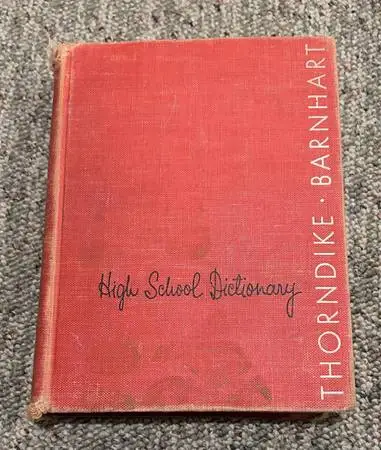 High School Dictionary
THORNDIKE · BARNHART